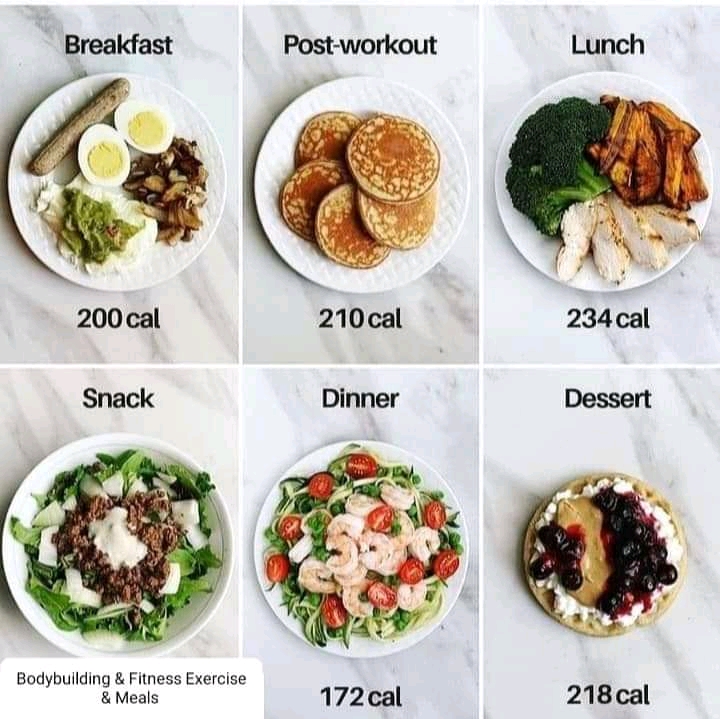 Breakfast
Post-workout
Lunch
200 cal
210 cal
234 cal
Snack
Dinner
Dessert
Bodybuilding & Fitness Exercise
& Meals
172 cal
218 cal